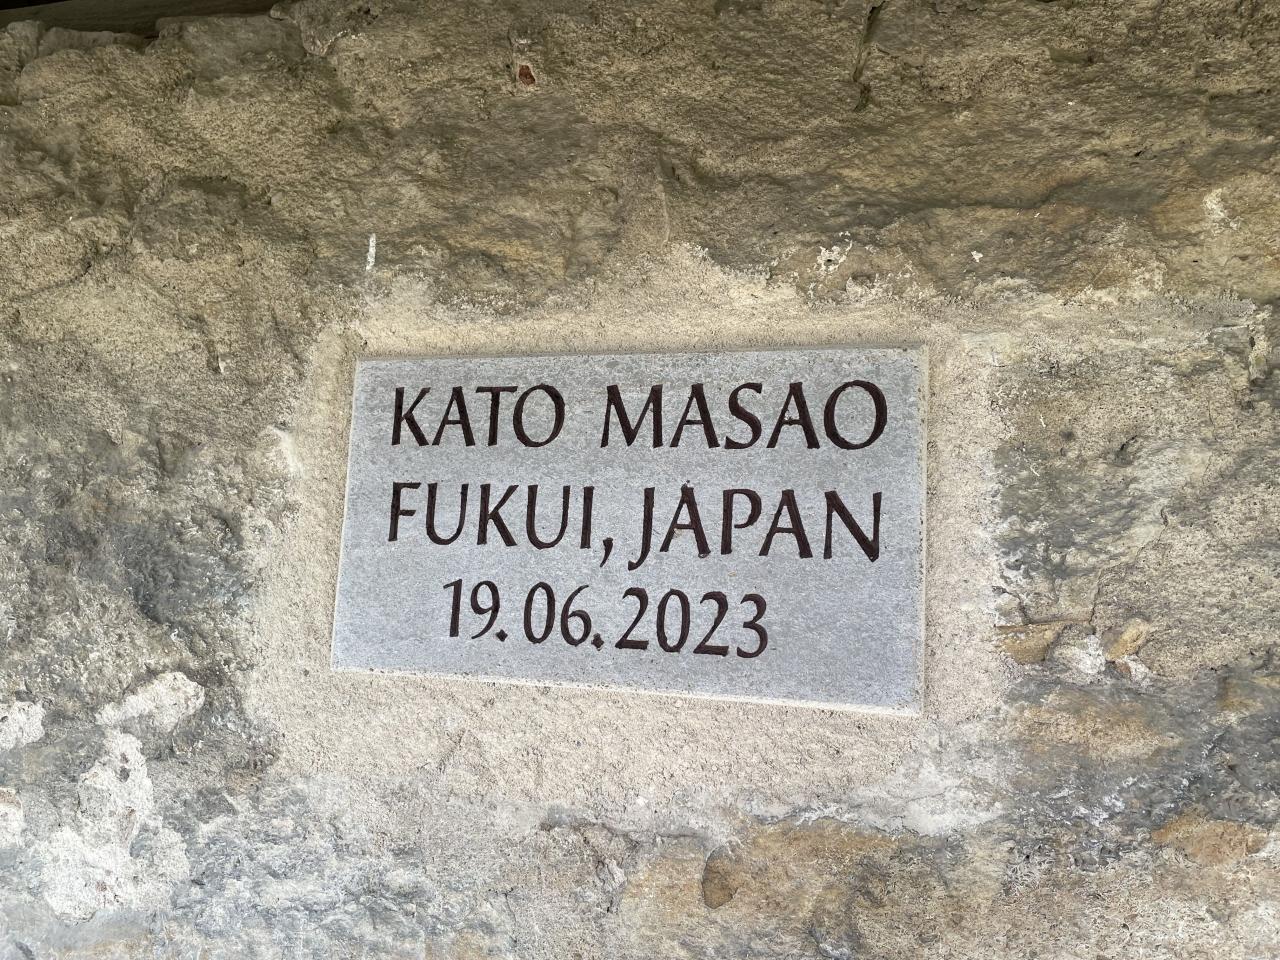 KATO MASAO
FUKUI, JAPAN
19.06.2023